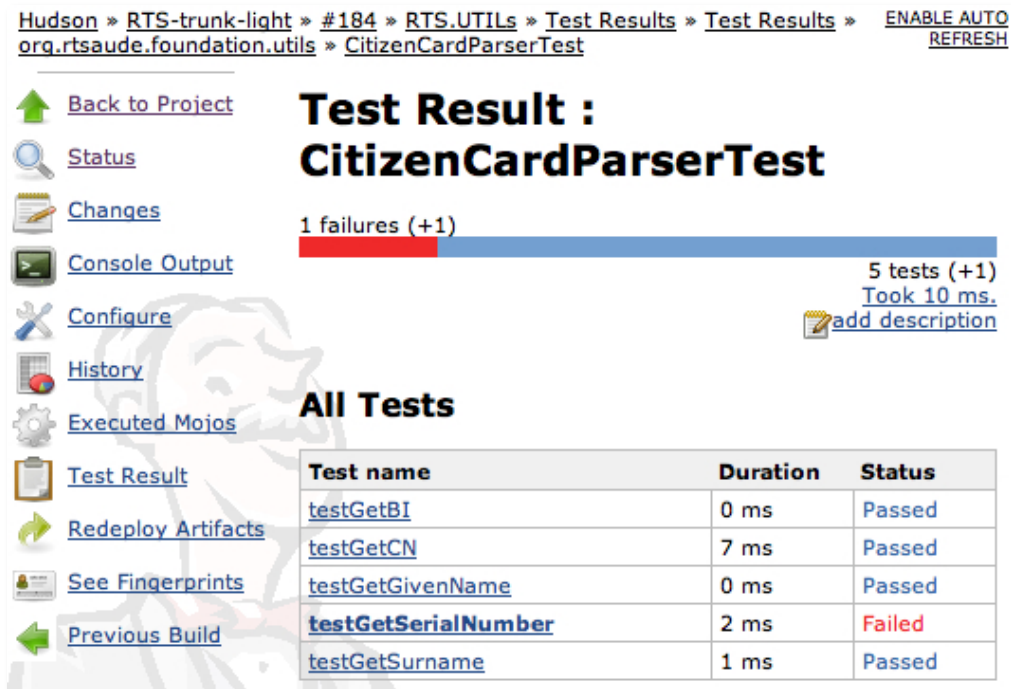 Hudson » RTS-trunk-light » #184 » RTS.UTILs » Test Results » Test Results »
org.rtsaude.foundation.utils » CitizenCardParserTest
ENABLE AUTO
REFRESH
Back to Project
Status
Changes
Console Output
Configure
History
Executed Mojos
Test Result
Redeploy Artifacts
See Fingerprints
Previous Build
Test Result :
CitizenCardParserTest
1 failures (+1)
5 tests (+1)
Took 10 ms.
add description
All Tests
Test name Duration Status
testGetBI 0 ms Passed
testGetCN 7 ms Passed
testGetGivenName 0 ms Passed
testGetSerialNumber 2 ms Failed
testGetSurname 1 ms Passed